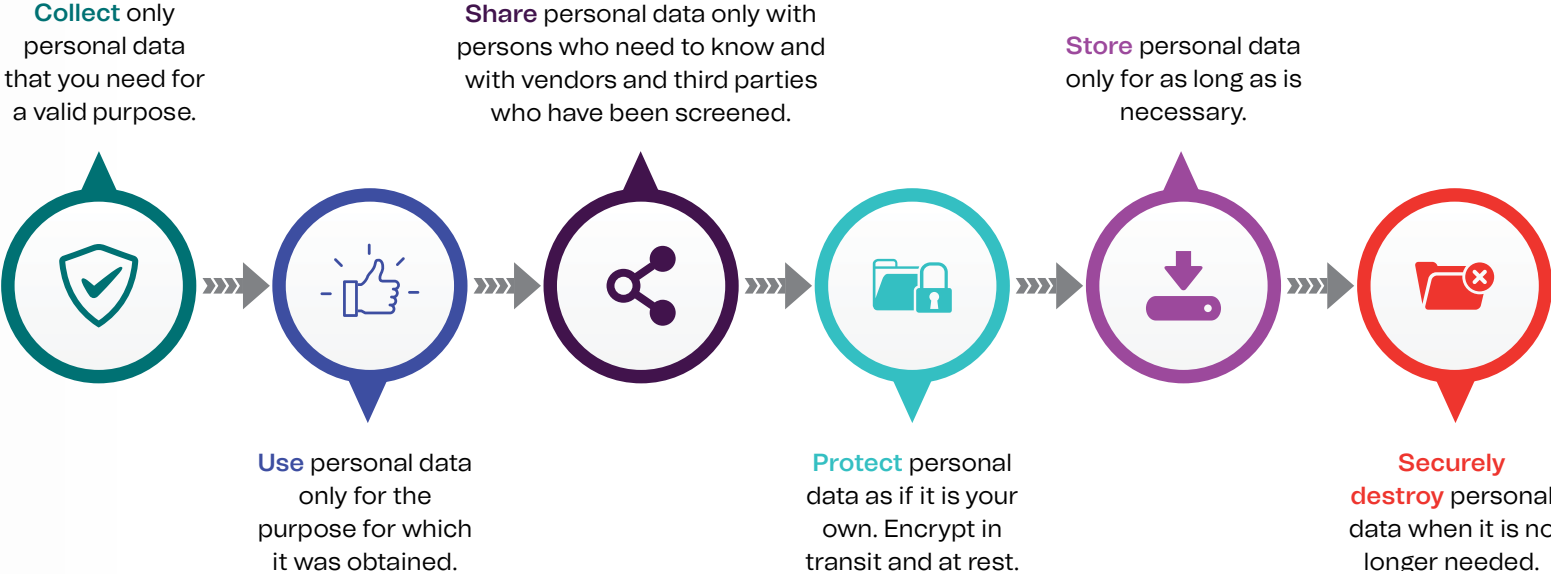 Collect only
personal data
that you need for
a valid purpose.
Use personal data
only for the
purpose for which
it was obtained.
Share personal data only with
persons who need to know and
with vendors and third parties
who have been screened.
Protect personal
data as if it is your
own. Encrypt in
transit and at rest.
Store personal data
only for as long as is
necessary.
Securely
destroy personal
data when it is no
longer needed.